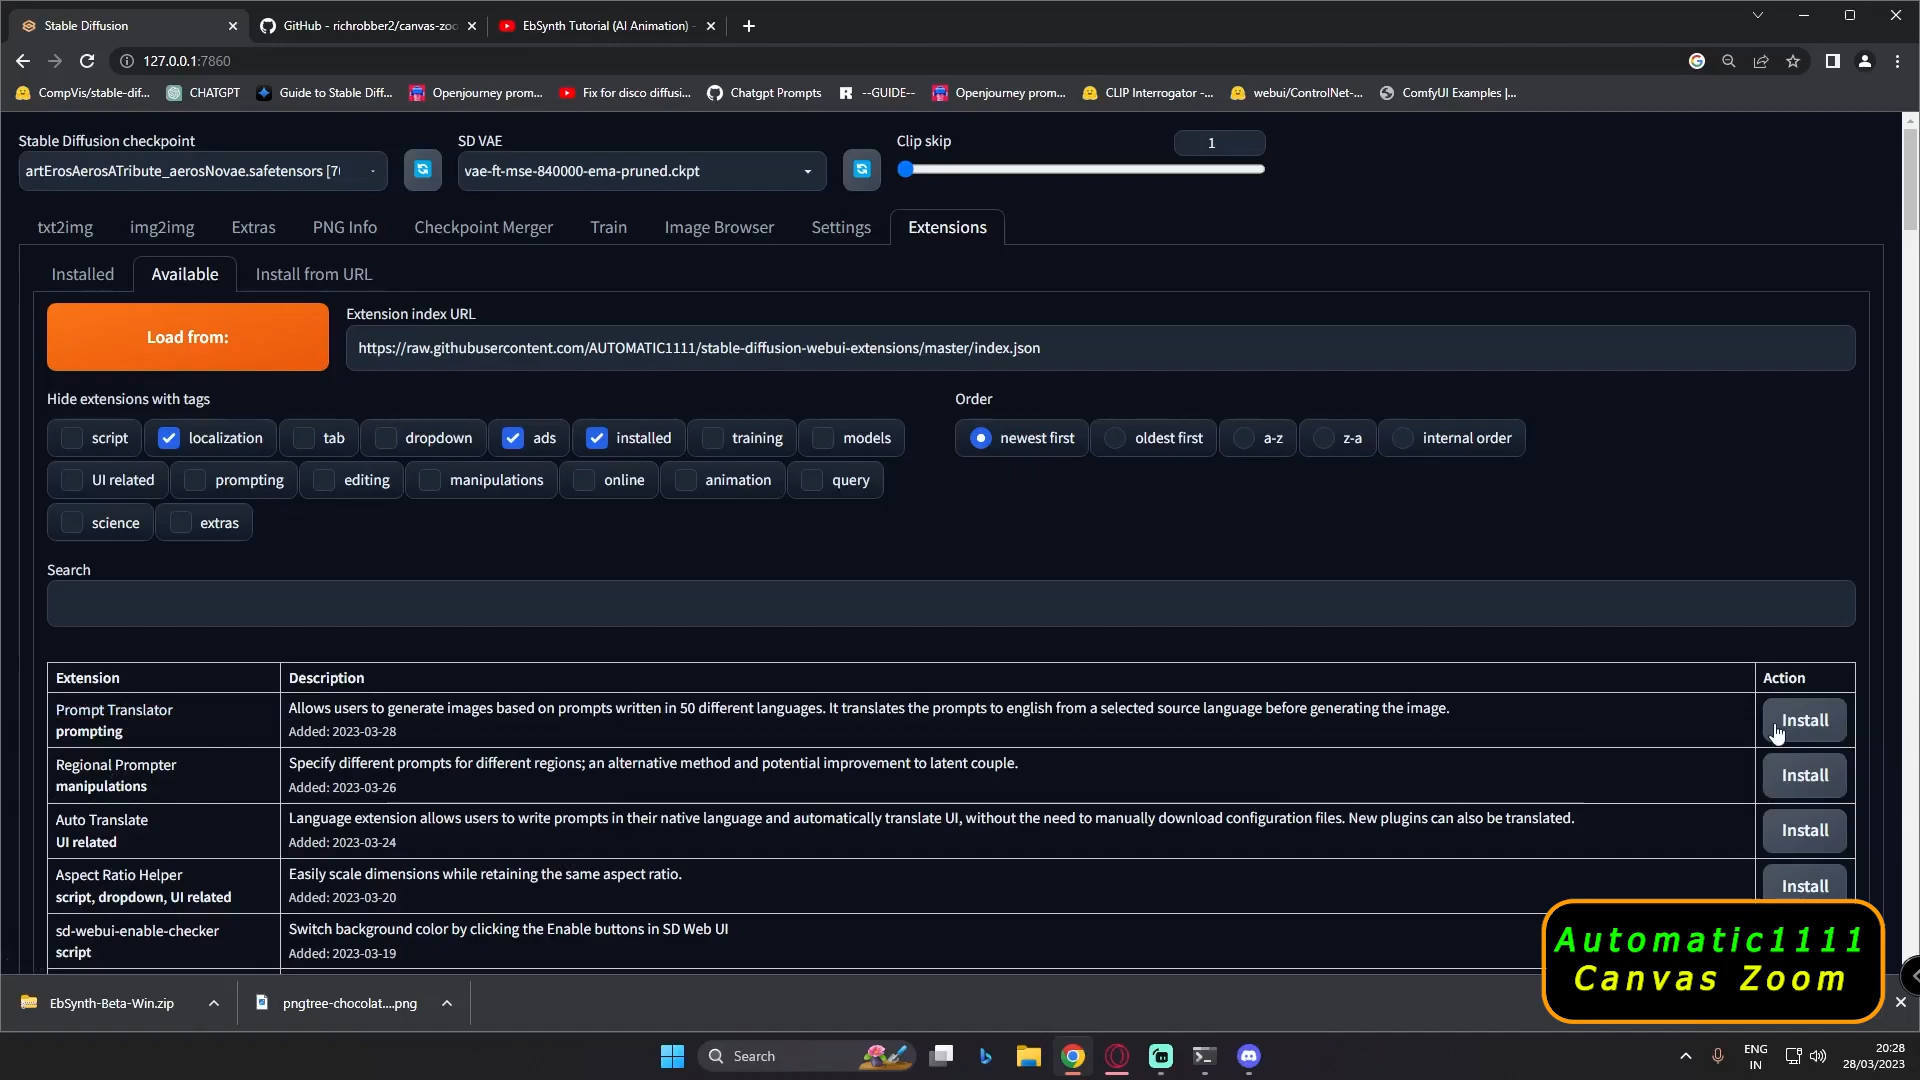 Stable Diffusion
GitHub - richrobber2/canvas-zoo
EbSynth Tutorial (AI Animation) -
127.0.0.1:7860
CompVis/stable-dif...
CHATGPT
Guide to Stable Diff...
Openjourney prom...
Fix for disco diffusi...
Chatgpt Prompts
--GUIDE--
Openjourney prom...
CLIP Interrogator -...
webui/ControlNet-...
ComfyUI Examples |...
Stable Diffusion checkpoint
SD VAE
Clip skip
1
artErosAerosATribute_aerosNovae.safetensors [7
vae-ft-mse-840000-ema-pruned.ckpt
txt2img
img2img
Extras
PNG Info
Checkpoint Merger
Train
Image Browser
Settings
Extensions
Installed
Available
Install from URL
Load from:
Extension index URL
https://raw.githubusercontent.com/AUTOMATIC1111/stable-diffusion-webui-extensions/master/index.json
Hide extensions with tags
Order
script
localization
tab
dropdown
ads
installed
training
models
newest first
oldest first
a-z
z-a
internal order
UI related
prompting
editing
manipulations
online
animation
query
science
extras
Search
Extension
Description
Action
Prompt Translator
prompting
Allows users to generate images based on prompts written in 50 different languages. It translates the prompts to english from a selected source language before generating the image.
Added: 2023-03-28
Install
Regional Prompter
manipulations
Specify different prompts for different regions; an alternative method and potential improvement to latent couple.
Added: 2023-03-26
Install
Auto Translate
UI related
Language extension allows users to write prompts in their native language and automatically translate UI, without the need to manually download configuration files. New plugins can also be translated.
Added: 2023-03-24
Install
Aspect Ratio Helper
script, dropdown, UI related
Easily scale dimensions while retaining the same aspect ratio.
Added: 2023-03-20
Install
sd-webui-enable-checker
script
Switch background color by clicking the Enable buttons in SD Web UI
Added: 2023-03-19
Automatic1111
Canvas Zoom
EbSynth-Beta-Win.zip
pngtree-chocolat....png
Search
ENG
IN
20:28
28/03/2023